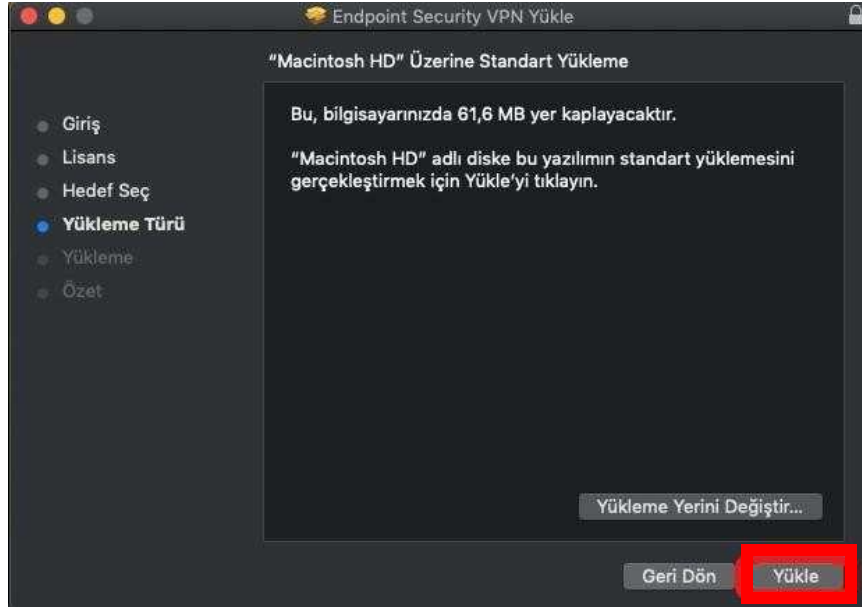 Endpoint Security VPN Yükle
“Macintosh HD” Üzerine Standart Yükleme
Giriş
Lisans
Hedef Seç
Yükleme Türü
Yükleme
Özet
Bu, bilgisayarınızda 61,6 MB yer kaplayacaktır.
“Macintosh HD” adlı diske bu yazılımın standart yüklemesini
gerçekleştirmek için Yükle’yi tıklayın.
Yükleme Yerini Değiştir...
Geri Dön
Yükle